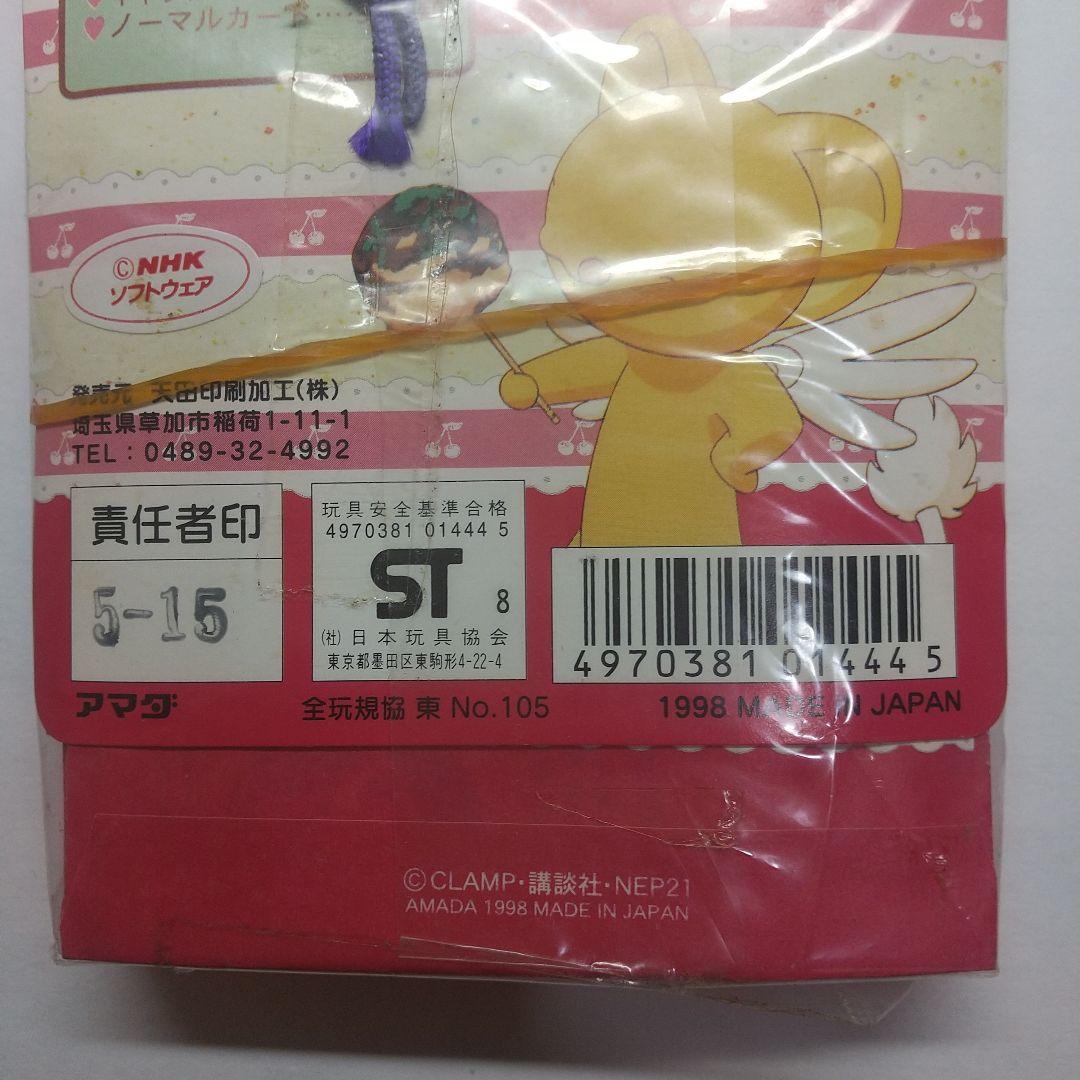 ノーマルカード……
©NHK
ソフトウェア
発売元 天田印刷加工(株)
埼玉県草加市稲荷1-11-1
TEL：0489-32-4992
責任者印
5-15
玩具安全基準合格
4970381 01444 5
ST 8
(社)日本玩具協会
東京都墨田区東駒形4-22-4
4970381 014445
アマダ 全玩規協 東 No.105 1998 MADE IN JAPAN
©CLAMP・講談社・NEP21
AMADA 1998 MADE IN JAPAN